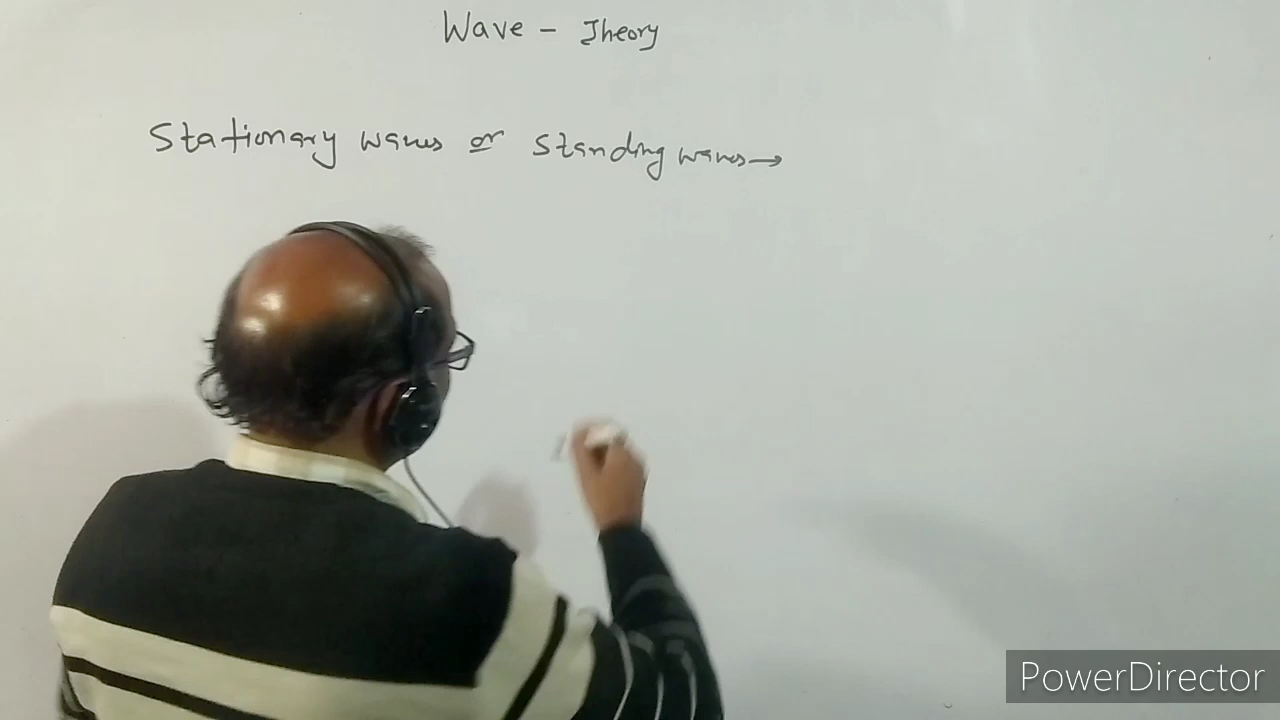 Wave - Theory
Stationary waves or standing waves →
PowerDirector